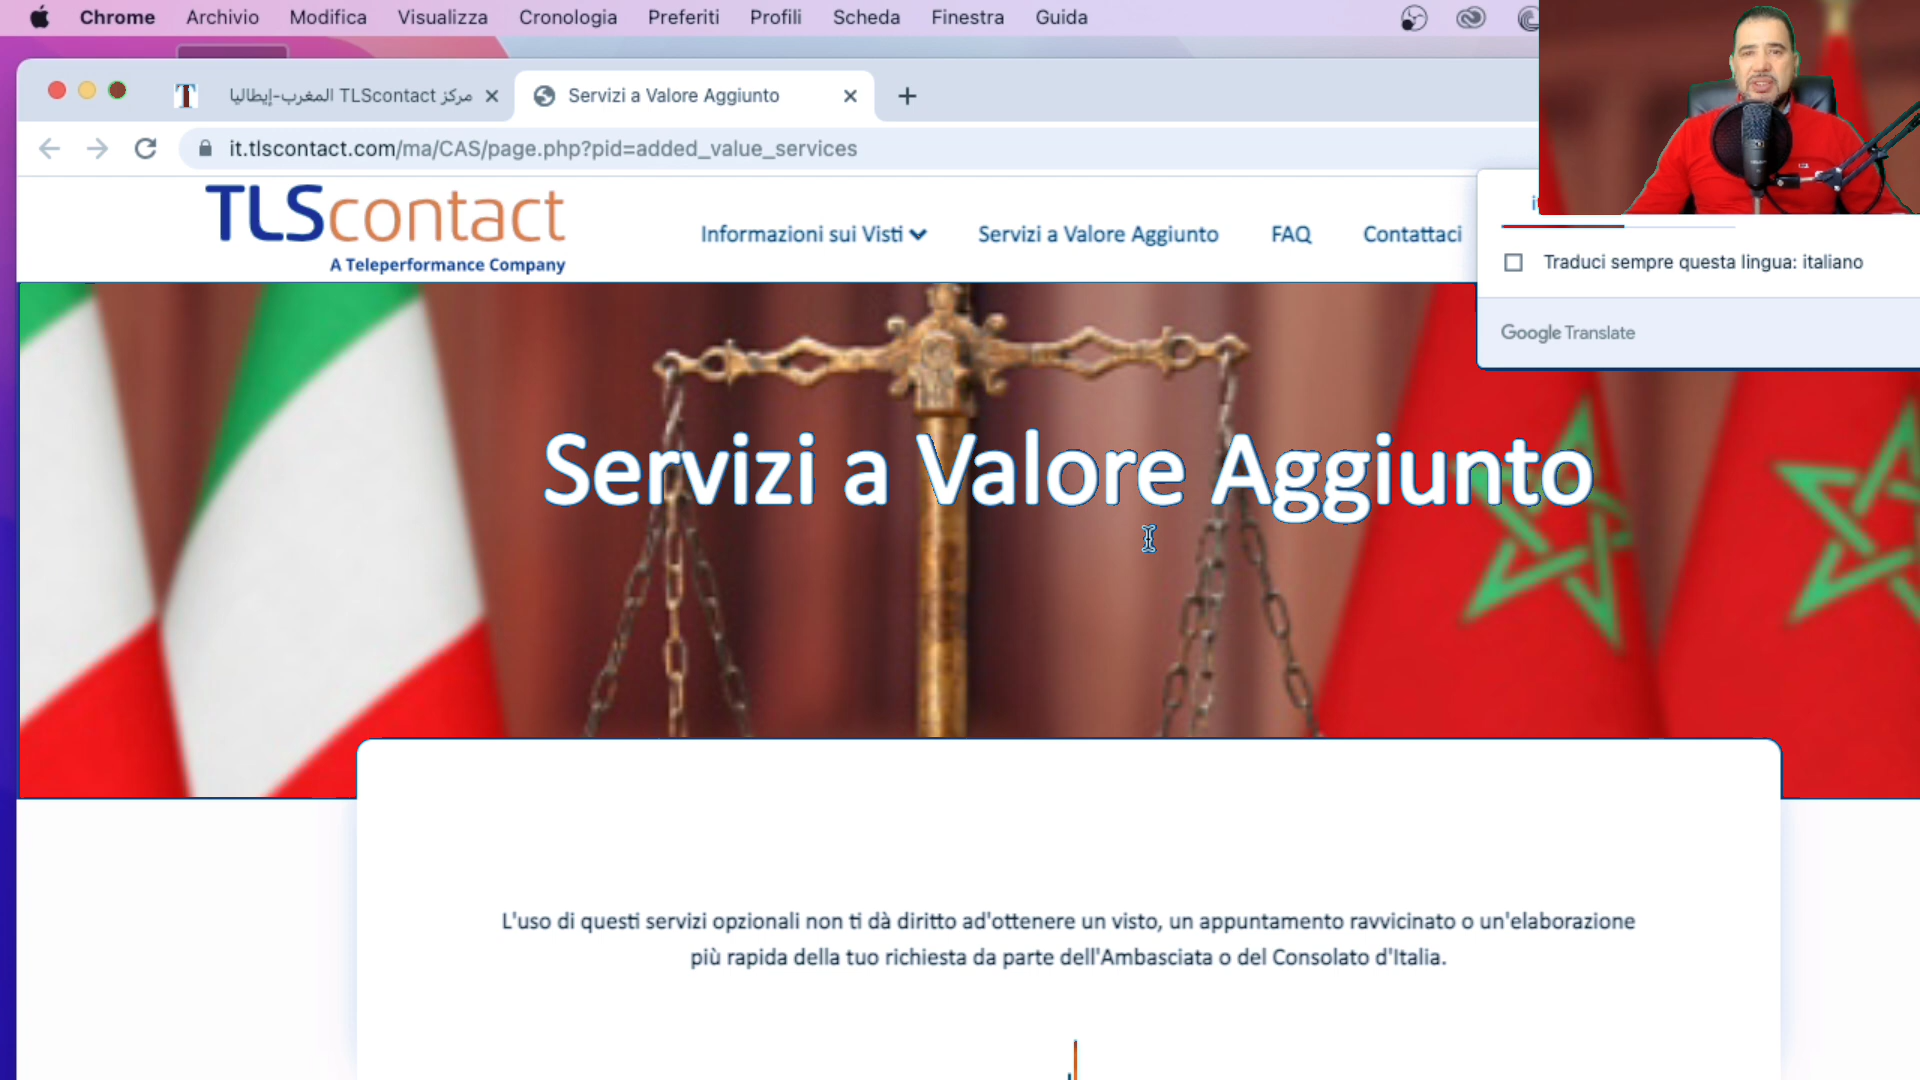 Chrome Archivio Modifica Visualizza Cronologia Preferiti Profili Scheda Finestra Guida
مركز TLScontact المغرب-إيطاليا
Servizi a Valore Aggiunto
it.tlscontact.com/ma/CAS/page.php?pid=added_value_services
TLScontact
A Teleperformance Company
Informazioni sui Visti
Servizi a Valore Aggiunto
FAQ
Contattaci
Traduci sempre questa lingua: italiano
Google Translate
Servizi a Valore Aggiunto
L'uso di questi servizi opzionali non ti dà diritto ad'ottenere un visto, un appuntamento ravvicinato o un'elaborazione
più rapida della tuo richiesta da parte dell'Ambasciata o del Consolato d'Italia.